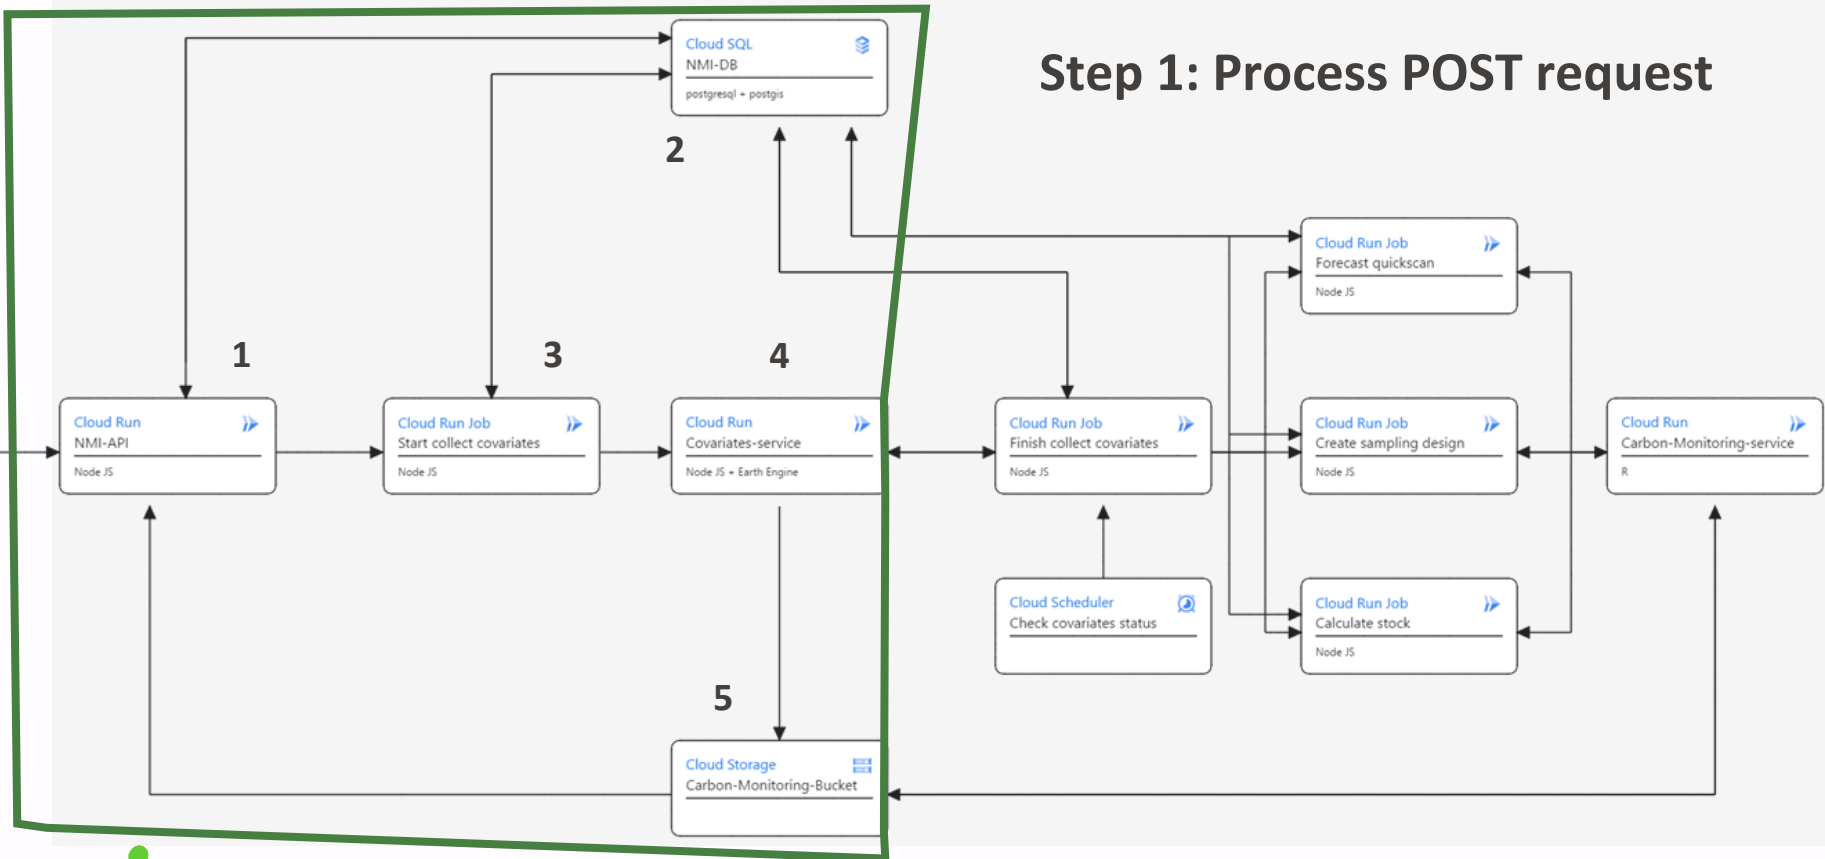 Step 1: Process POST request
Cloud SQL
NMI-DB
postgresql + postgis
2
Cloud Run Job
Forecast quickscan
Node JS
1
3
4
Cloud Run
NMI-API
Node JS
Cloud Run Job
Start collect covariates
Node JS
Cloud Run
Covariates-service
Node JS + Earth Engine
Cloud Run Job
Finish collect covariates
Node JS
Cloud Run Job
Create sampling design
Node JS
Cloud Run
Carbon-Monitoring-service
R
Cloud Scheduler
Check covariates status
Cloud Run Job
Calculate stock
Node JS
5
Cloud Storage
Carbon-Monitoring-Bucket